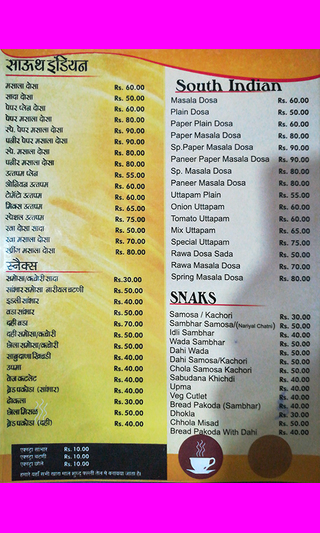 साऊथ इंडियन
मसाला दोसा Rs. 60.00
सादा दोसा Rs. 50.00
पेपर प्लेन दोसा Rs. 60.00
पेपर मसाला दोसा Rs. 80.00
स्पे. पेपर मसाला दोसा Rs. 90.00
पनीर पेपर मसाला दोसा Rs. 90.00
स्पे. मसाला दोसा Rs. 80.00
पनीर मसाला दोसा Rs. 80.00
उत्तपम प्लेन Rs. 55.00
ओनियन उत्तपम Rs. 60.00
टोमेटो उत्तपम Rs. 60.00
मिक्स उत्तपम Rs. 65.00
स्पेशल उत्तपम Rs. 75.00
रवा दोसा सादा Rs. 50.00
रवा मसाला दोसा Rs. 70.00
स्प्रींग मसाला दोसा Rs. 80.00
स्नैक्स
समोसा/कचोरी सादा Rs.30.00
सांभार समोसा नारीयल चटणी Rs. 50.00
इडली सांभार Rs. 40.00
वडा सांभार Rs. 50.00
दही वडा Rs. 70.00
दही समोसा/कचोरी Rs. 50.00
छोला समोसा/कचोरी Rs. 50.00
साबुदाणा खिचडी Rs. 40.00
उपमा Rs. 40.00
वेज कटलेट Rs. 40.00
ब्रेड पकोडा (सांभार) Rs. 40.00
ढोकला Rs. 30.00
छोला मिसळ Rs. 50.00
ब्रेड पकोडा (दही) Rs. 40.00
एक्स्ट्रा सांभार Rs. 10.00
एक्स्ट्रा चटणी Rs. 10.00
एक्स्ट्रा छोले Rs. 10.00
South Indian
Masala Dosa Rs. 60.00
Plain Dosa Rs. 50.00
Paper Plain Dosa Rs. 60.00
Paper Masala Dosa Rs. 80.00
Sp.Paper Masala Dosa Rs. 90.00
Paneer Paper Masala Dosa Rs. 90.00
Sp. Masala Dosa Rs. 80.00
Paneer Masala Dosa Rs. 80.00
Uttapam Plain Rs. 55.00
Onion Uttapam Rs. 60.00
Tomato Uttapam Rs. 60.00
Mix Uttapam Rs. 65.00
Special Uttapam Rs. 75.00
Rawa Dosa Sada Rs. 50.00
Rawa Masala Dosa Rs. 70.00
Spring Masala Dosa Rs. 80.00
SNAKS
Samosa / Kachori Rs. 30.00
Sambhar Samosa/(Nariyal Chatni) Rs. 50.00
Idli Sambhar Rs. 40.00
Wada Sambhar Rs. 50.00
Dahi Wada Rs. 50.00
Dahi Samosa/Kachori Rs. 50.00
Chola Samosa Kachori Rs. 50.00
Sabudana Khichdi Rs. 40.00
Upma Rs. 40.00
Veg Cutlet Rs. 40.00
Bread Pakoda (Sambhar) Rs. 40.00
Dhokla Rs. 30.00
Chhola Misad Rs. 50.00
Bread Pakoda With Dahi Rs. 40.00